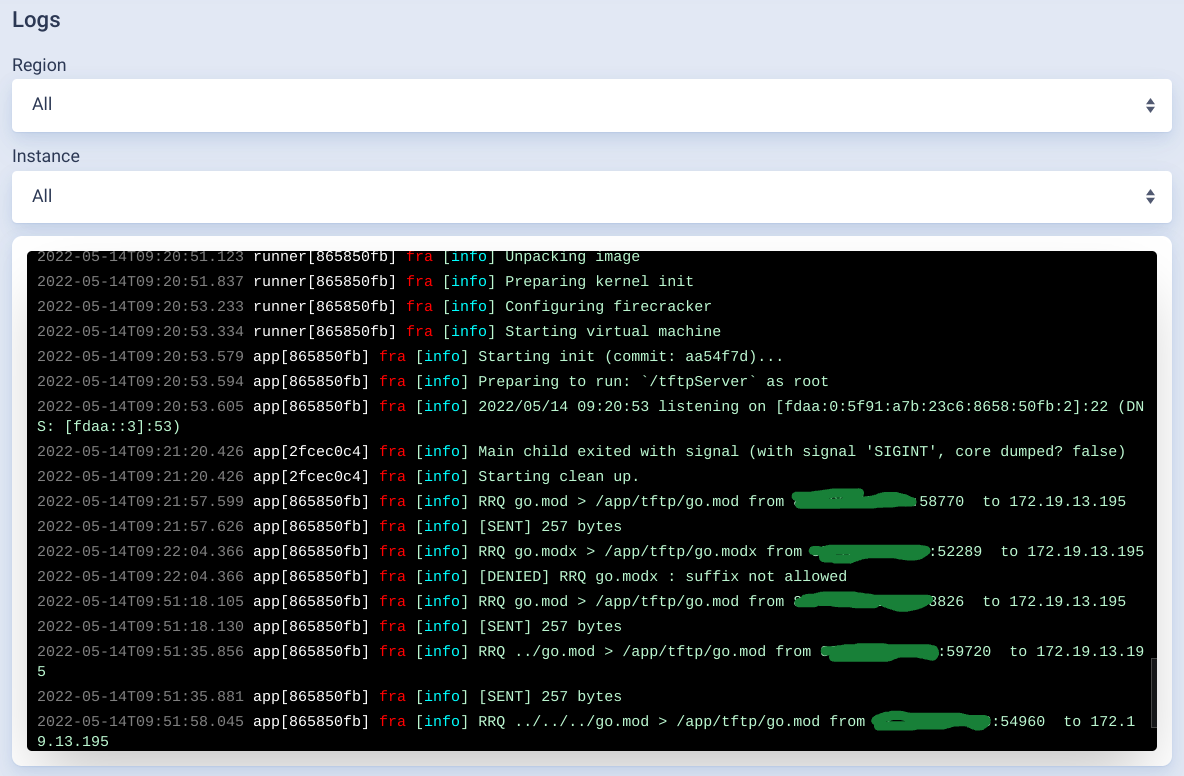 Logs
Region
All
Instance
All
2022-05-14T09:20:51.123 runner[865850fb] fra [info] Unpacking image
2022-05-14T09:20:51.837 runner[865850fb] fra [info] Preparing kernel init
2022-05-14T09:20:53.233 runner[865850fb] fra [info] Configuring firecracker
2022-05-14T09:20:53.334 runner[865850fb] fra [info] Starting virtual machine
2022-05-14T09:20:53.579 app[865850fb] fra [info] Starting init (commit: aa54f7d)...
2022-05-14T09:20:53.594 app[865850fb] fra [info] Preparing to run: `/tftpServer` as root
2022-05-14T09:20:53.605 app[865850fb] fra [info] 2022/05/14 09:20:53 listening on [fdaa:0:5f91:a7b:23c6:8658:50fb:2]:22 (DN
S: [fdaa::3]:53)
2022-05-14T09:21:20.426 app[2fcec0c4] fra [info] Main child exited with signal (with signal 'SIGINT', core dumped? false)
2022-05-14T09:21:20.426 app[2fcec0c4] fra [info] Starting clean up.
2022-05-14T09:21:57.599 app[865850fb] fra [info] RRQ go.mod > /app/tftp/go.mod from :58770 to 172.19.13.195
2022-05-14T09:21:57.626 app[865850fb] fra [info] [SENT] 257 bytes
2022-05-14T09:22:04.366 app[865850fb] fra [info] RRQ go.modx > /app/tftp/go.modx from :52289 to 172.19.13.195
2022-05-14T09:22:04.366 app[865850fb] fra [info] [DENIED] RRQ go.modx : suffix not allowed
2022-05-14T09:51:18.105 app[865850fb] fra [info] RRQ go.mod > /app/tftp/go.mod from 3826 to 172.19.13.195
2022-05-14T09:51:18.130 app[865850fb] fra [info] [SENT] 257 bytes
2022-05-14T09:51:35.856 app[865850fb] fra [info] RRQ ../go.mod > /app/tftp/go.mod from :59720 to 172.19.13.19
5
2022-05-14T09:51:35.881 app[865850fb] fra [info] [SENT] 257 bytes
2022-05-14T09:51:58.045 app[865850fb] fra [info] RRQ ../../../go.mod > /app/tftp/go.mod from :54960 to 172.1
9.13.195